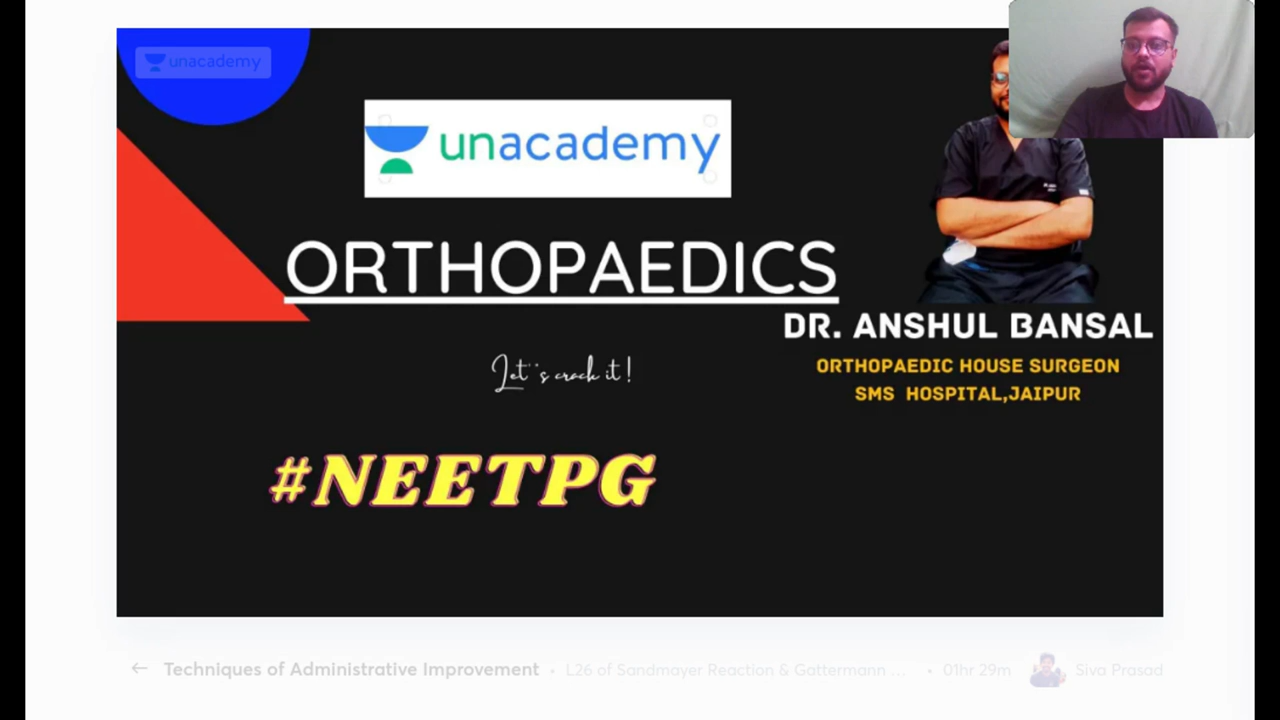 unacademy
unacademy
ORTHOPAEDICS
DR. ANSHUL BANSAL
ORTHOPAEDIC HOUSE SURGEON
SMS HOSPITAL,JAIPUR
Let''s crack it!
#NEETPG
← Techniques of Administrative Improvement • L26 of Sandmayer Reaction & Gattermann ... • 01hr 29m Siva Prasad